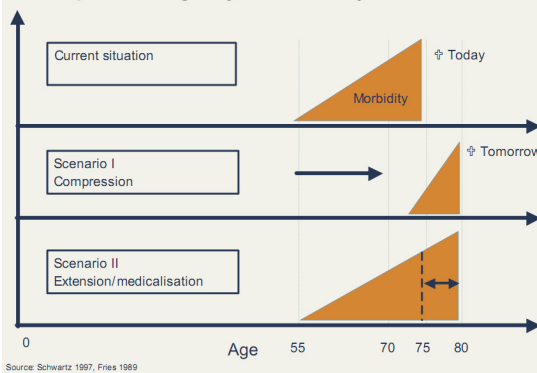 Current situation
✞ Today
Morbidity
Scenario I
Compression
✞ Tomorrow
Scenario II
Extension/medicalisation
0
Age
55
70
75
80
Source: Schwartz 1997, Fries 1989